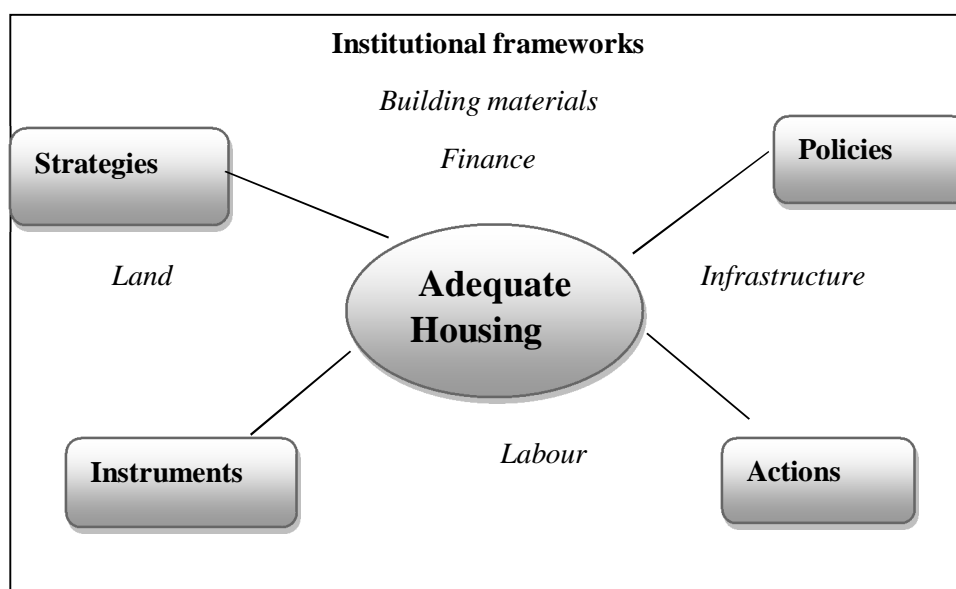 Institutional frameworks
Building materials
Strategies
Finance
Policies
Land
Adequate
Housing
Infrastructure
Instruments
Labour
Actions